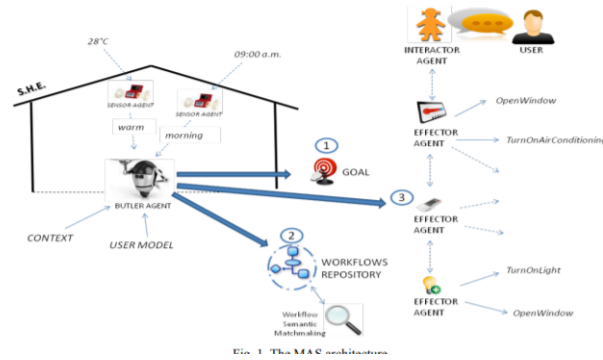 28°C
09:00 a.m.
S.H.E.
SENSOR AGENT
SENSOR AGENT
warm
morning
BUTLER AGENT
CONTEXT
USER MODEL
1
GOAL
2
WORKFLOWS
REPOSITORY
Workflow
Semantic
Matchmaking
3
INTERACTOR
AGENT
USER
EFFECTOR
AGENT
OpenWindow
TurnOnAirConditioning
EFFECTOR
AGENT
EFFECTOR
AGENT
TurnOnLight
OpenWindow
Fig. 1. The MAS architecture